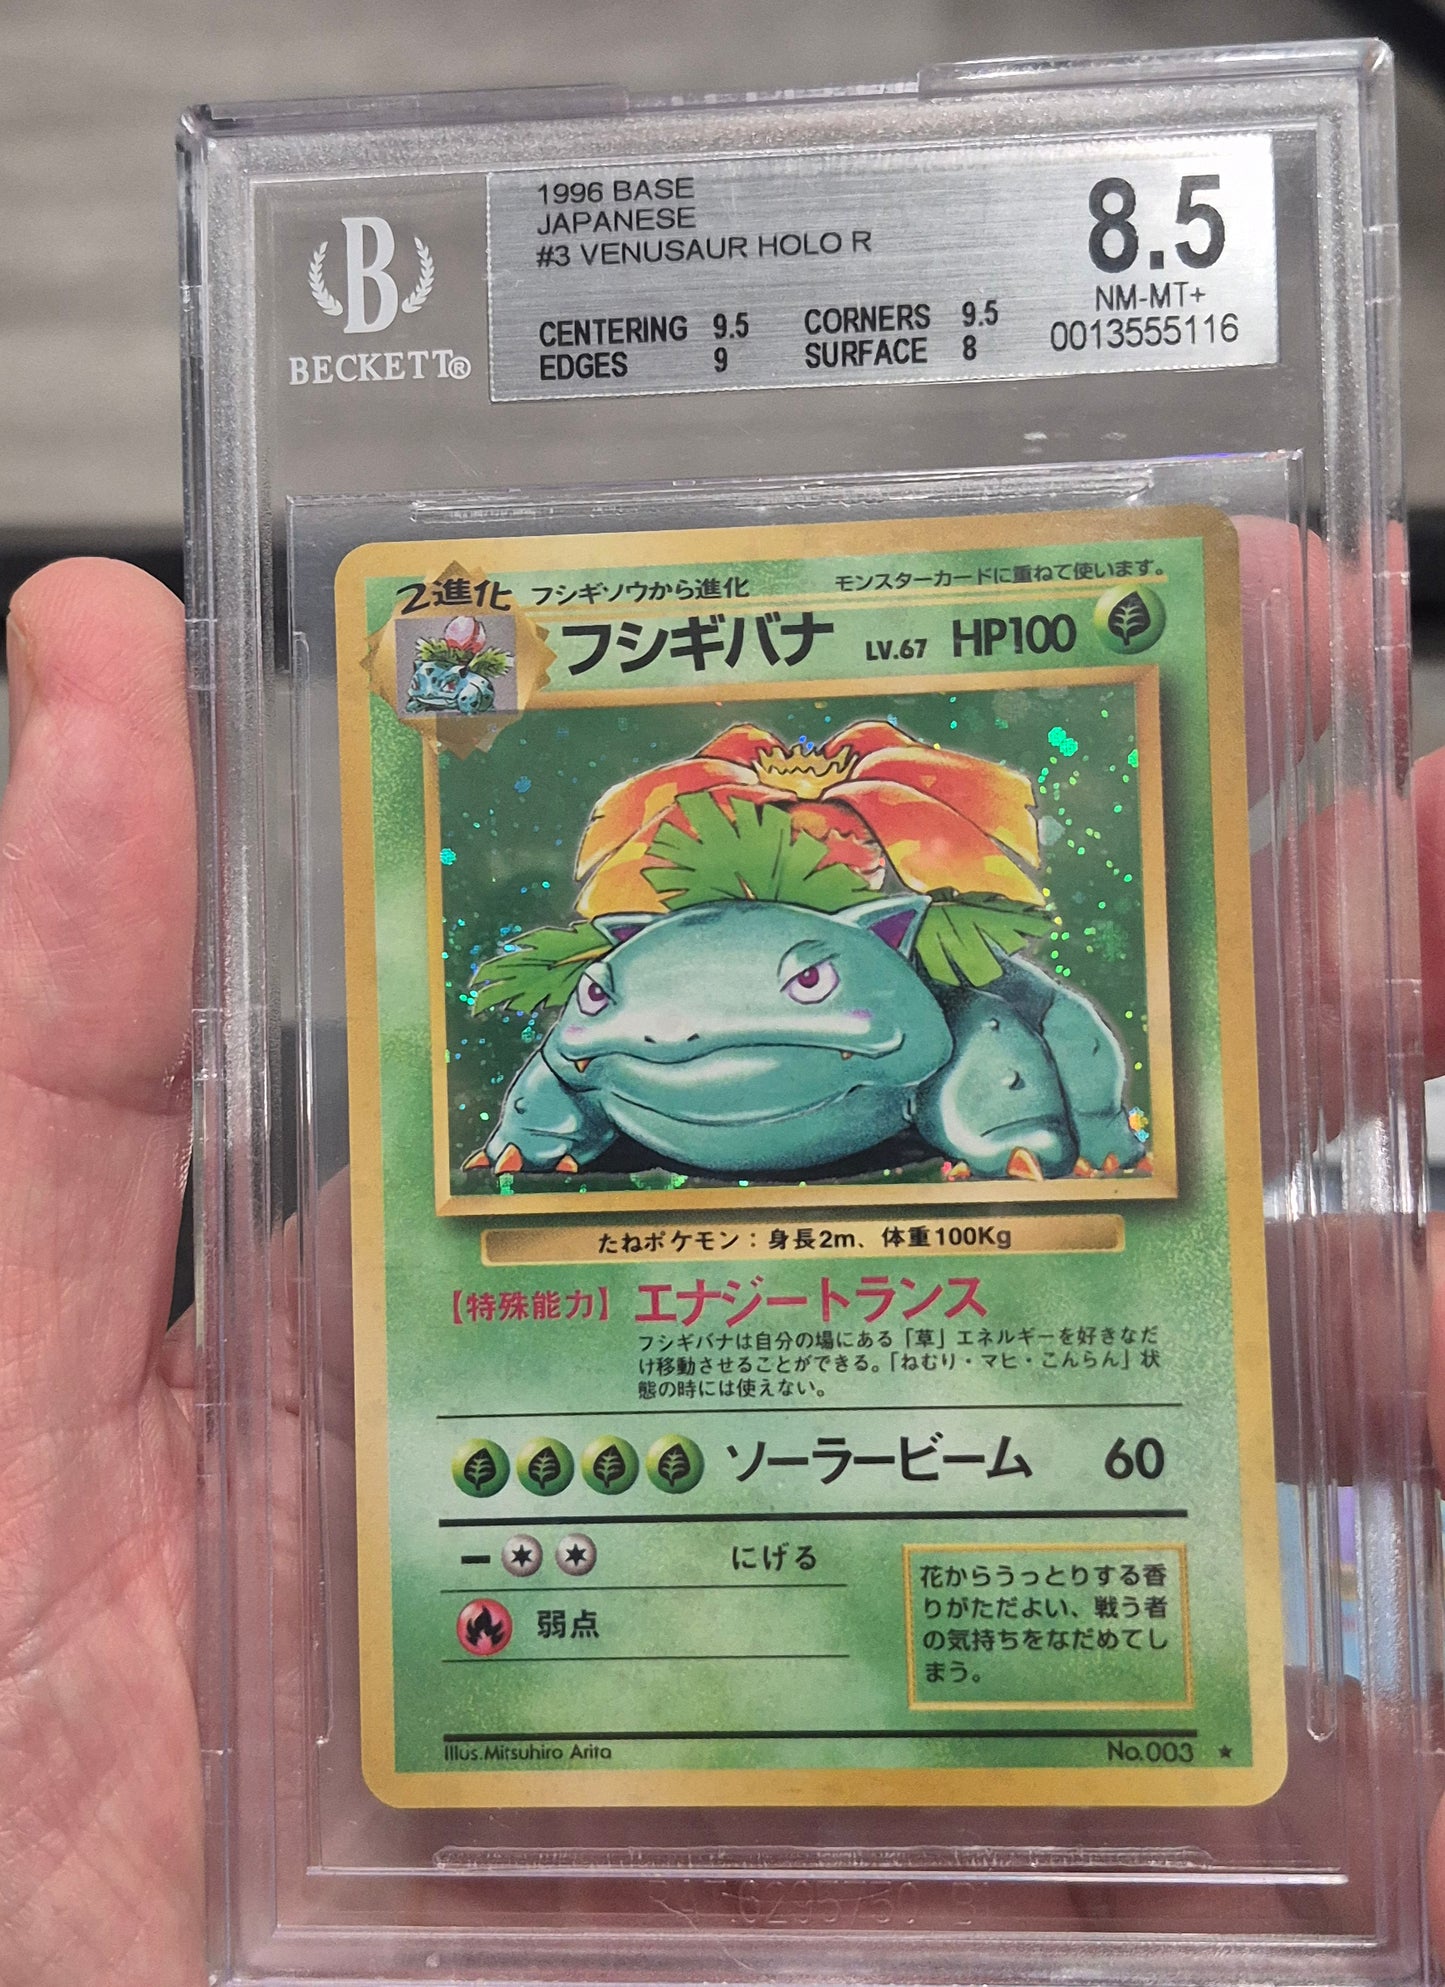 B
BECKETT®
1996 BASE
JAPANESE
#3 VENUSAUR HOLO R
8.5
NM-MT+
0013555116
CENTERING 9.5 CORNERS 9.5
EDGES 9 SURFACE 8
2進化 フシギソウから進化 モンスターカードに重ねて使います。
フシギバナ LV.67 HP100
たねポケモン：身長2m、体重100Kg
【特殊能力】エナジートランス
フシギバナは自分の場にある「草」エネルギーを好きなだ
け移動させることができる。「ねむり・マヒ・こんらん」状
態の時には使えない。
ソーラービーム 60
ー にげる
弱点
花からうっとりする香
りがただよい、戦う者
の気持ちをなだめてし
まう。
Illus.Mitsuhiro Arita No.003 ★